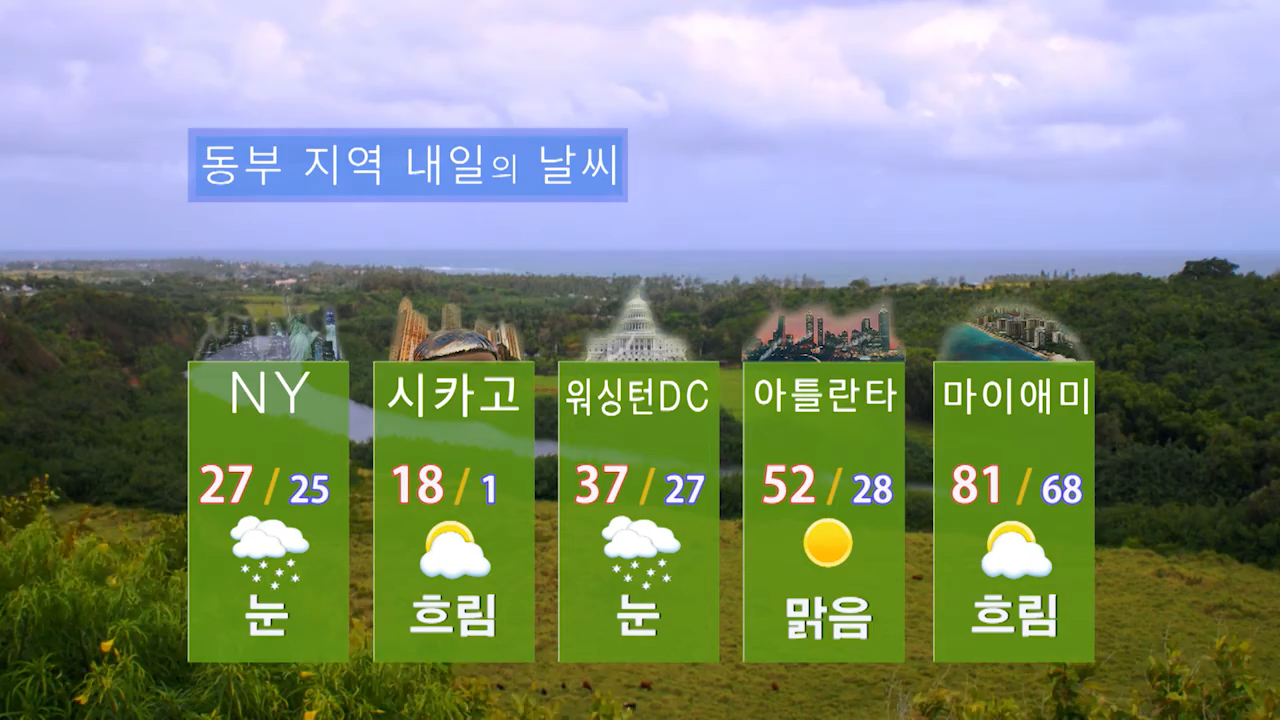 동부 지역 내일의 날씨
NY
27 / 25
눈
시카고
18 / 1
흐림
워싱턴DC
37 / 27
눈
아틀란타
52 / 28
맑음
마이애미
81 / 68
흐림